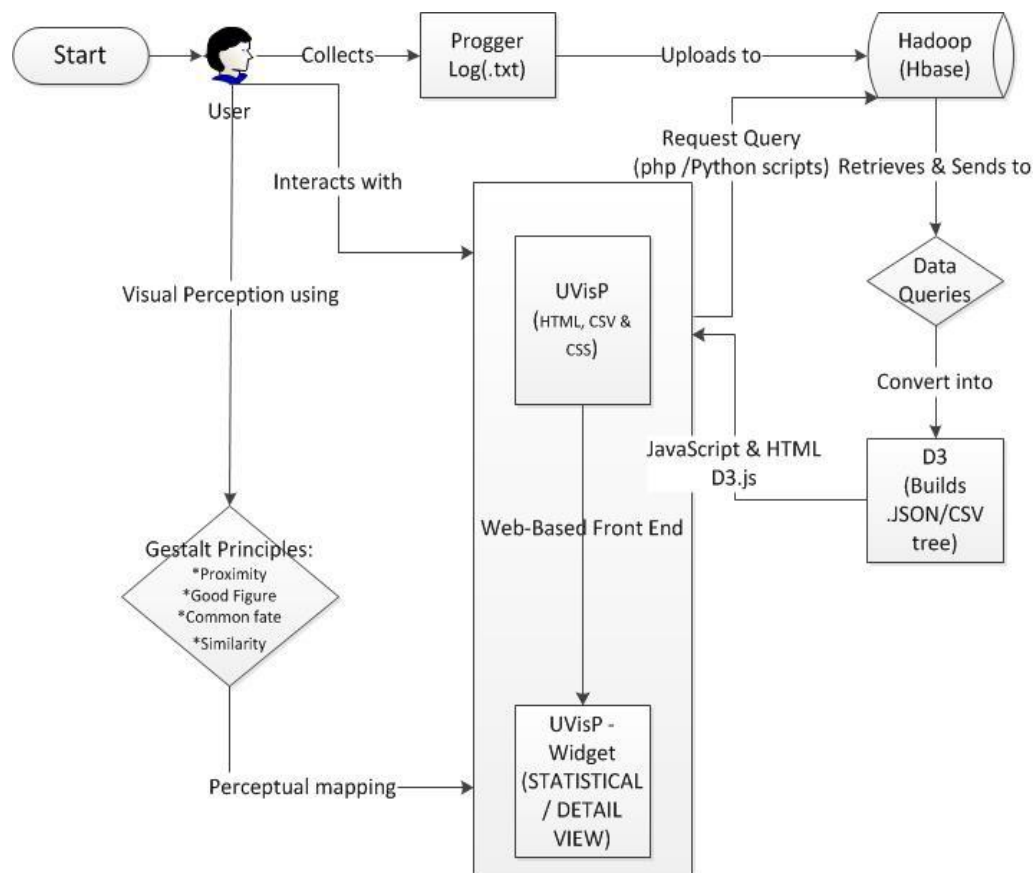 Start
User
Collects
Progger
Log(.txt)
Uploads to
Hadoop
(Hbase)
Interacts with
Request Query
(php /Python scripts)
Retrieves & Sends to
Visual Perception using
UVisP
(HTML, CSV &
CSS)
Data
Queries
Convert into
JavaScript & HTML
D3.js
D3
(Builds
.JSON/CSV
tree)
Web-Based Front End
Gestalt Principles:
*Proximity
*Good Figure
*Common fate
*Similarity
Perceptual mapping
UVisP -
Widget
(STATISTICAL
/ DETAIL
VIEW)